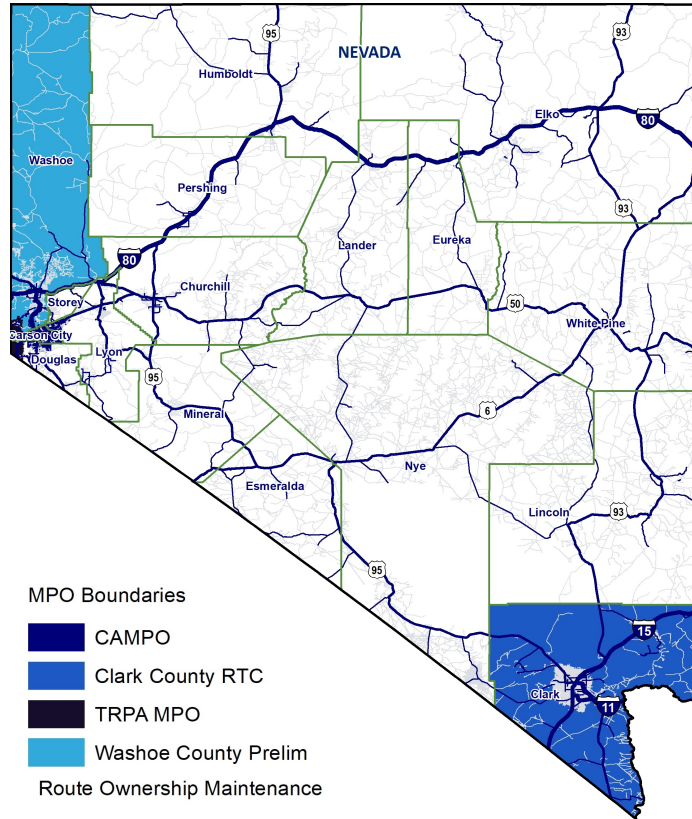 95
93
NEVADA
Humboldt
Elko
80
Washoe
Pershing
93
Lander
Eureka
80
Churchill
Storey
50
White Pine
Carson City
Douglas
Lyon
95
6
Mineral
Nye
Esmeralda
Lincoln
93
95
MPO Boundaries
CAMPO
15
Clark County RTC
Clark
11
TRPA MPO
Washoe County Prelim
Route Ownership Maintenance